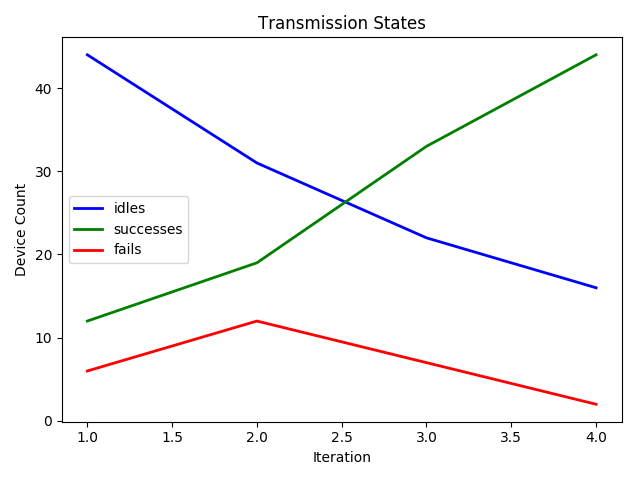 Transmission States
Device Count
40
30
20
10
0
idles
successes
fails
1.0 1.5 2.0 2.5 3.0 3.5 4.0
Iteration